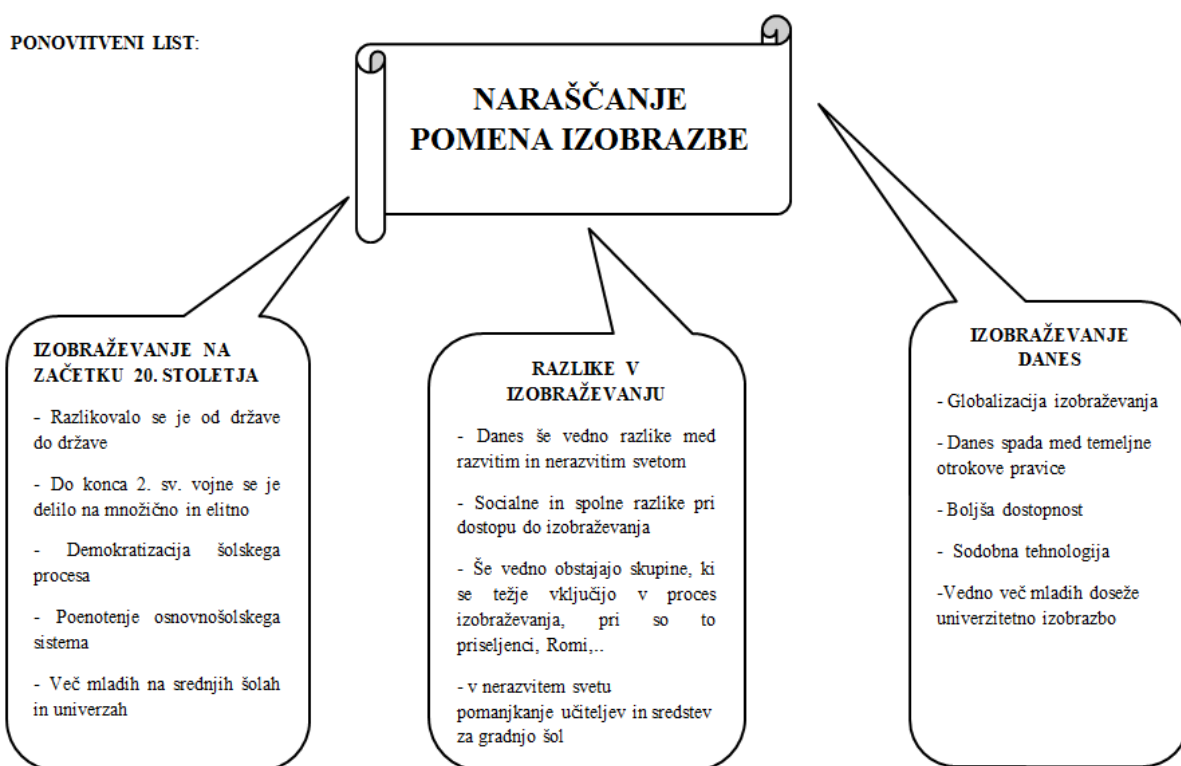 PONOVITVENI LIST:
NARAŠČANJE
POMENA IZOBRAZBE
IZOBRAŽEVANJE NA
ZAČETKU 20. STOLETJA
- Razlikovalo se je od države
do države
- Do konca 2. sv. vojne se je
delilo na množično in elitno
- Demokratizacija šolskega
procesa
- Poenotenje osnovnošolskega
sistema
- Več mladih na srednjih šolah
in univerzah
RAZLIKE V
IZOBRAŽEVANJU
- Danes še vedno razlike med
razvitim in nerazvitim svetom
- Socialne in spolne razlike pri
dostopu do izobraževanja
- Še vedno obstajajo skupine, ki
se težje vključijo v proces
izobraževanja, pri so to
priseljenci, Romi,..
- v nerazvitem svetu
pomanjkanje učiteljev in sredstev
za gradnjo šol
IZOBRAŽEVANJE
DANES
- Globalizacija izobraževanja
- Danes spada med temeljne
otrokove pravice
- Boljša dostopnost
- Sodobna tehnologija
-Vedno več mladih doseže
univerzitetno izobrazbo